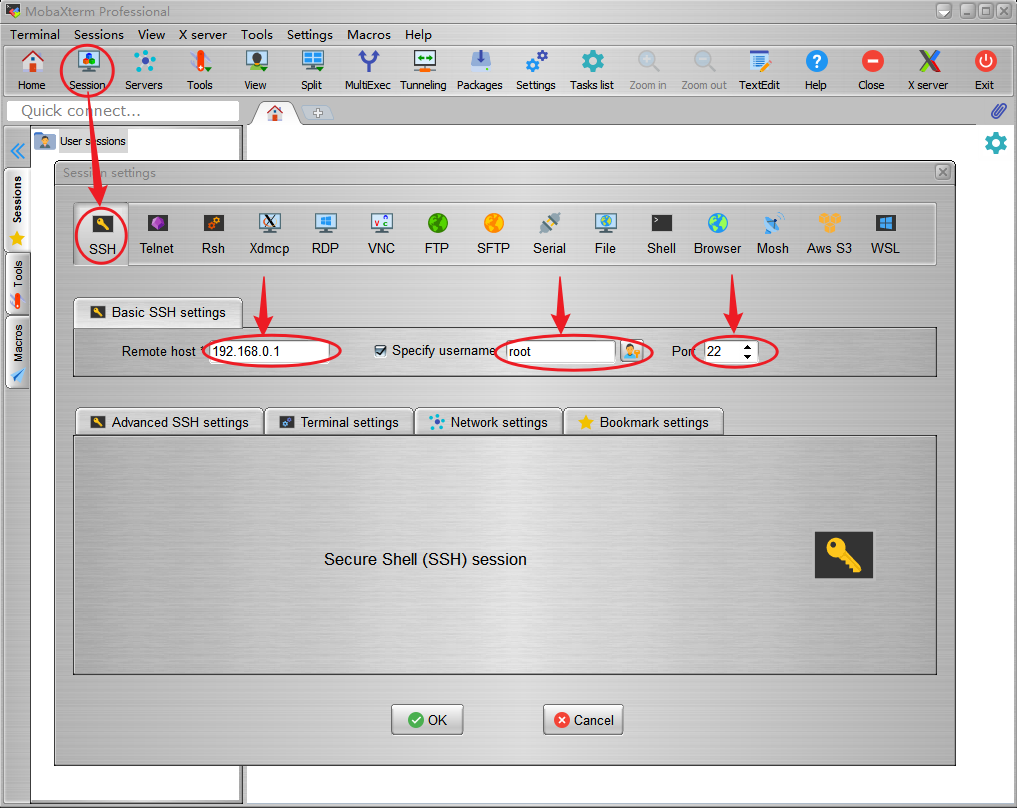 MobaXterm Professional
Terminal Sessions View X server Tools Settings Macros Help
Home Session Servers Tools View Split MultiExec Tunneling Packages Settings Tasks list Zoom in Zoom out TextEdit Help Close X server Exit
Quick connect...
User sessions
Sessions
Tools
Macros
Session settings
SSH Telnet Rsh Xdmcp RDP VNC FTP SFTP Serial File Shell Browser Mosh Aws S3 WSL
Basic SSH settings
Remote host * 192.168.0.1 Specify username root Port 22
Advanced SSH settings Terminal settings Network settings Bookmark settings
Secure Shell (SSH) session
OK Cancel